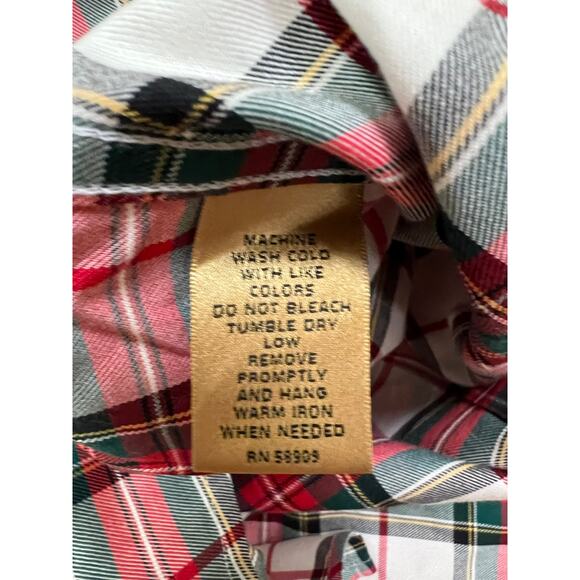 MACHINE
WASH COLD
WITH LIKE
COLORS
DO NOT BLEACH
TUMBLE DRY
LOW
REMOVE
PROMPTLY
AND HANG
WARM IRON
WHEN NEEDED
RN 58909